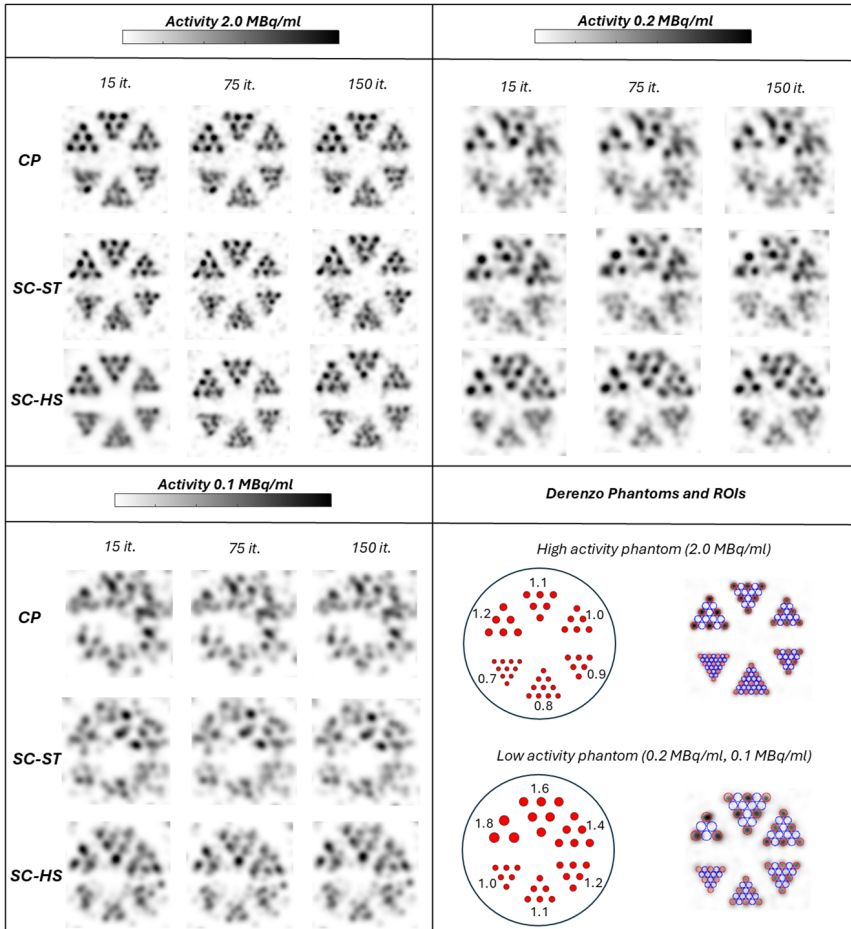 Activity 2.0 MBq/ml
15 it. 75 it. 150 it.
CP
SC-ST
SC-HS
Activity 0.2 MBq/ml
15 it. 75 it. 150 it.
Activity 0.1 MBq/ml
15 it. 75 it. 150 it.
CP
SC-ST
SC-HS
Derenzo Phantoms and ROIs
High activity phantom (2.0 MBq/ml)
1.1
1.2 1.0
0.7 0.9
0.8
Low activity phantom (0.2 MBq/ml, 0.1 MBq/ml)
1.6
1.8 1.4
1.0 1.2
1.1